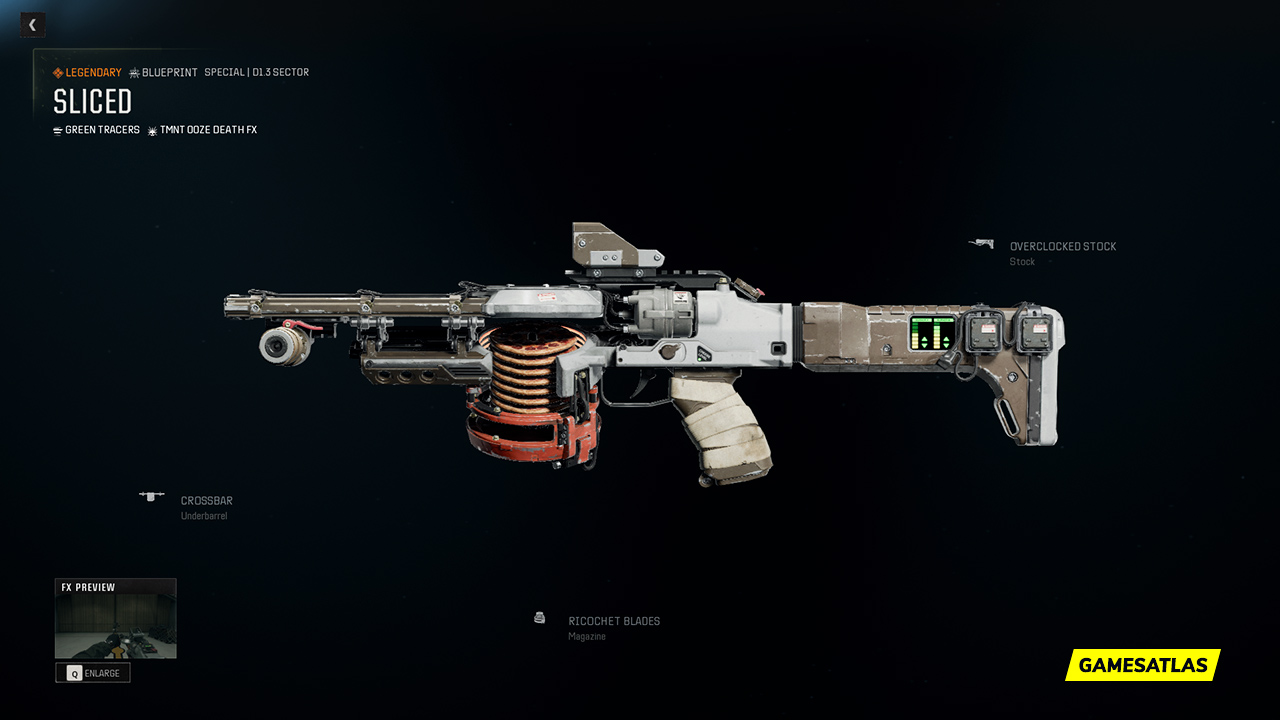 LEGENDARY BLUEPRINT SPECIAL | D1.3 SECTOR
SLICED
GREEN TRACERS TMNT OOZE DEATH FX
OVERCLOCKED STOCK
Stock
CROSSBAR
Underbarrel
FX PREVIEW
Q ENLARGE
RICOCHET BLADES
Magazine
GAMESATLAS